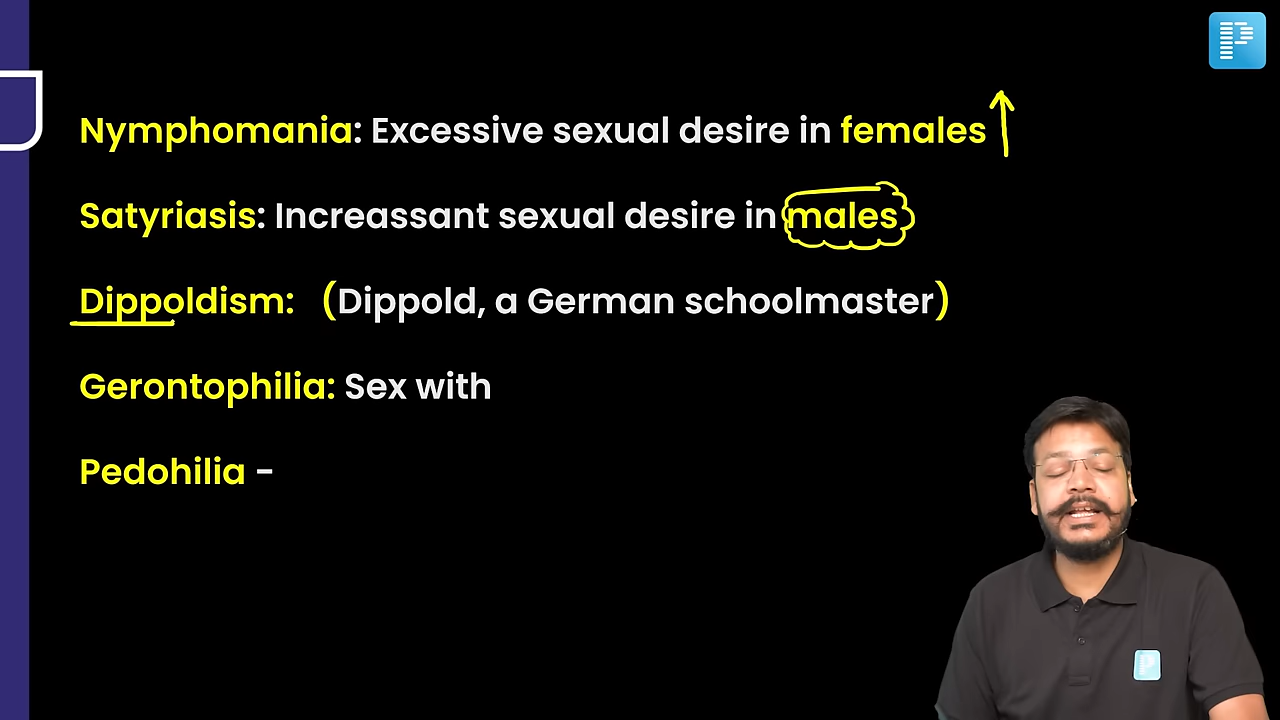 Nymphomania: Excessive sexual desire in females
Satyriasis: Increassant sexual desire in males
Dippoldism: (Dippold, a German schoolmaster)
Gerontophilia: Sex with
Pedohilia -